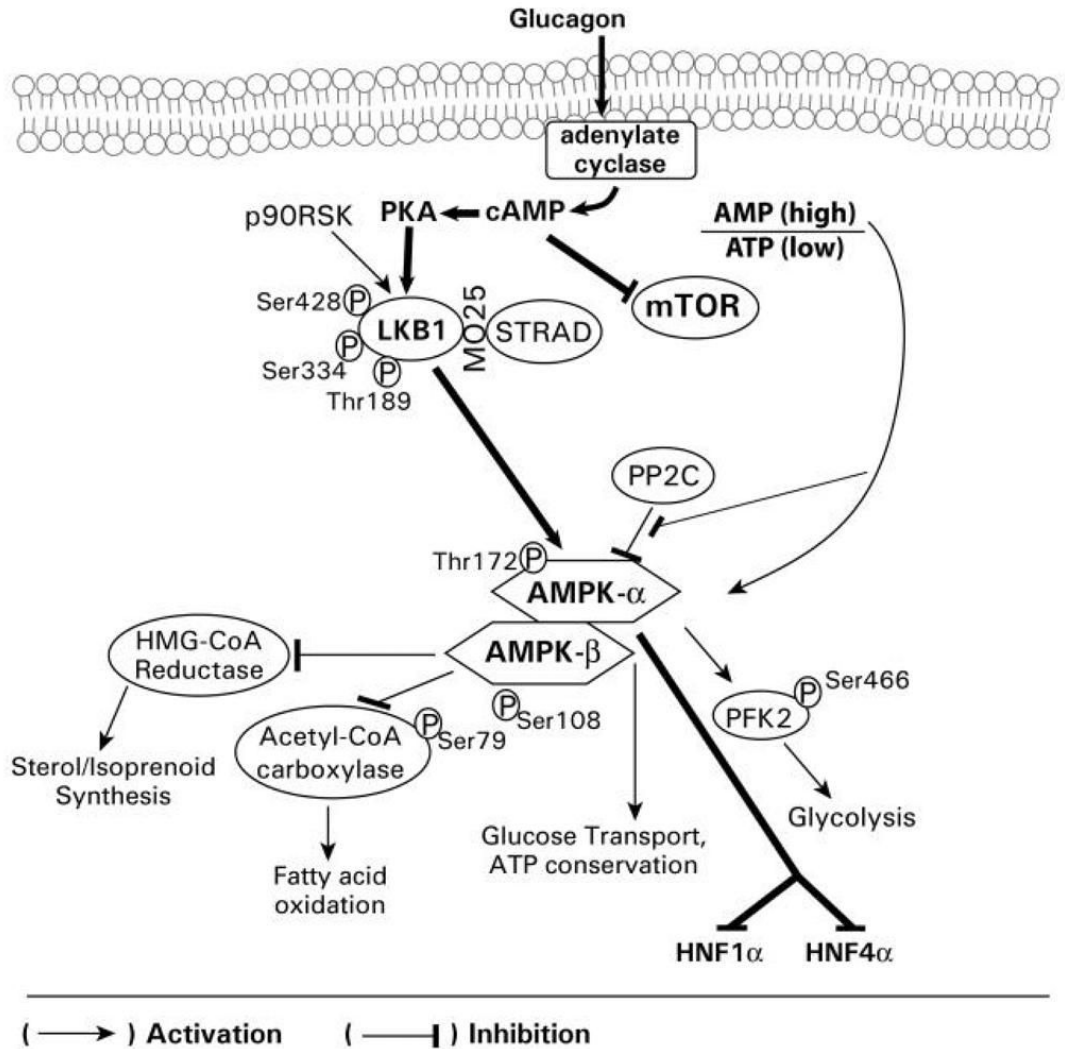 Glucagon
adenylate
cyclase
p90RSK
PKA
cAMP
AMP (high)
ATP (low)
Ser428
P
LKB1
MO25
STRAD
mTOR
P
Ser334
P
Thr189
PP2C
Thr172
P
AMPK-α
HMG-CoA
Reductase
AMPK-β
P
Ser466
PFK2
P
Ser108
Acetyl-CoA
carboxylase
P
Ser79
Sterol/Isoprenoid
Synthesis
Glycolysis
Glucose Transport,
ATP conservation
Fatty acid
oxidation
HNF1α
HNF4α
( ) Activation
( ) Inhibition